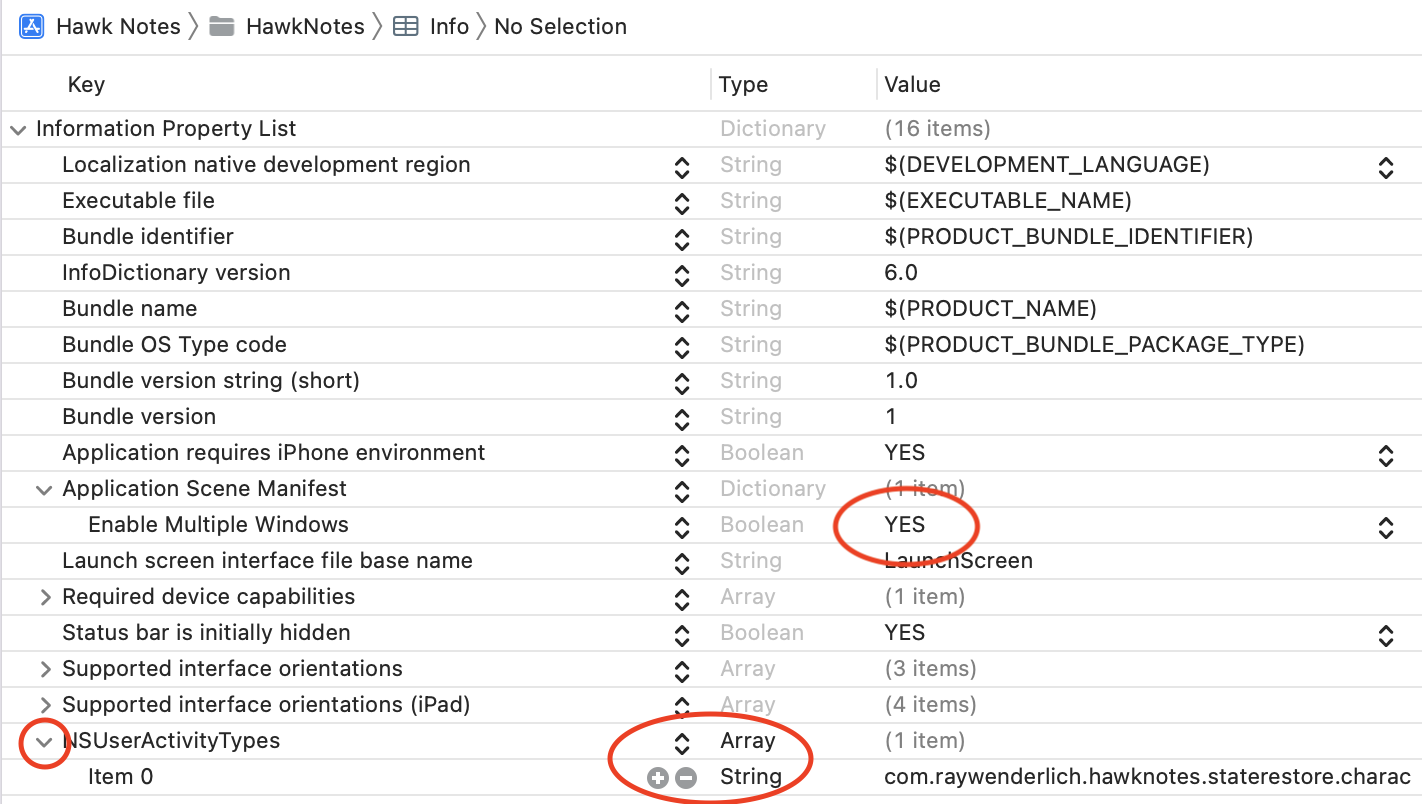 Hawk Notes HawkNotes Info No Selection
Key Type Value
Information Property List Dictionary (16 items)
Localization native development region String $(DEVELOPMENT_LANGUAGE)
Executable file String $(EXECUTABLE_NAME)
Bundle identifier String $(PRODUCT_BUNDLE_IDENTIFIER)
InfoDictionary version String 6.0
Bundle name String $(PRODUCT_NAME)
Bundle OS Type code String $(PRODUCT_BUNDLE_PACKAGE_TYPE)
Bundle version string (short) String 1.0
Bundle version String 1
Application requires iPhone environment Boolean YES
Application Scene Manifest Dictionary (1 item)
Enable Multiple Windows Boolean YES
Launch screen interface file base name String LaunchScreen
Required device capabilities Array (1 item)
Status bar is initially hidden Boolean YES
Supported interface orientations Array (3 items)
Supported interface orientations (iPad) Array (4 items)
NSUserActivityTypes Array (1 item)
Item 0 String com.raywenderlich.hawknotes.staterestore.charac